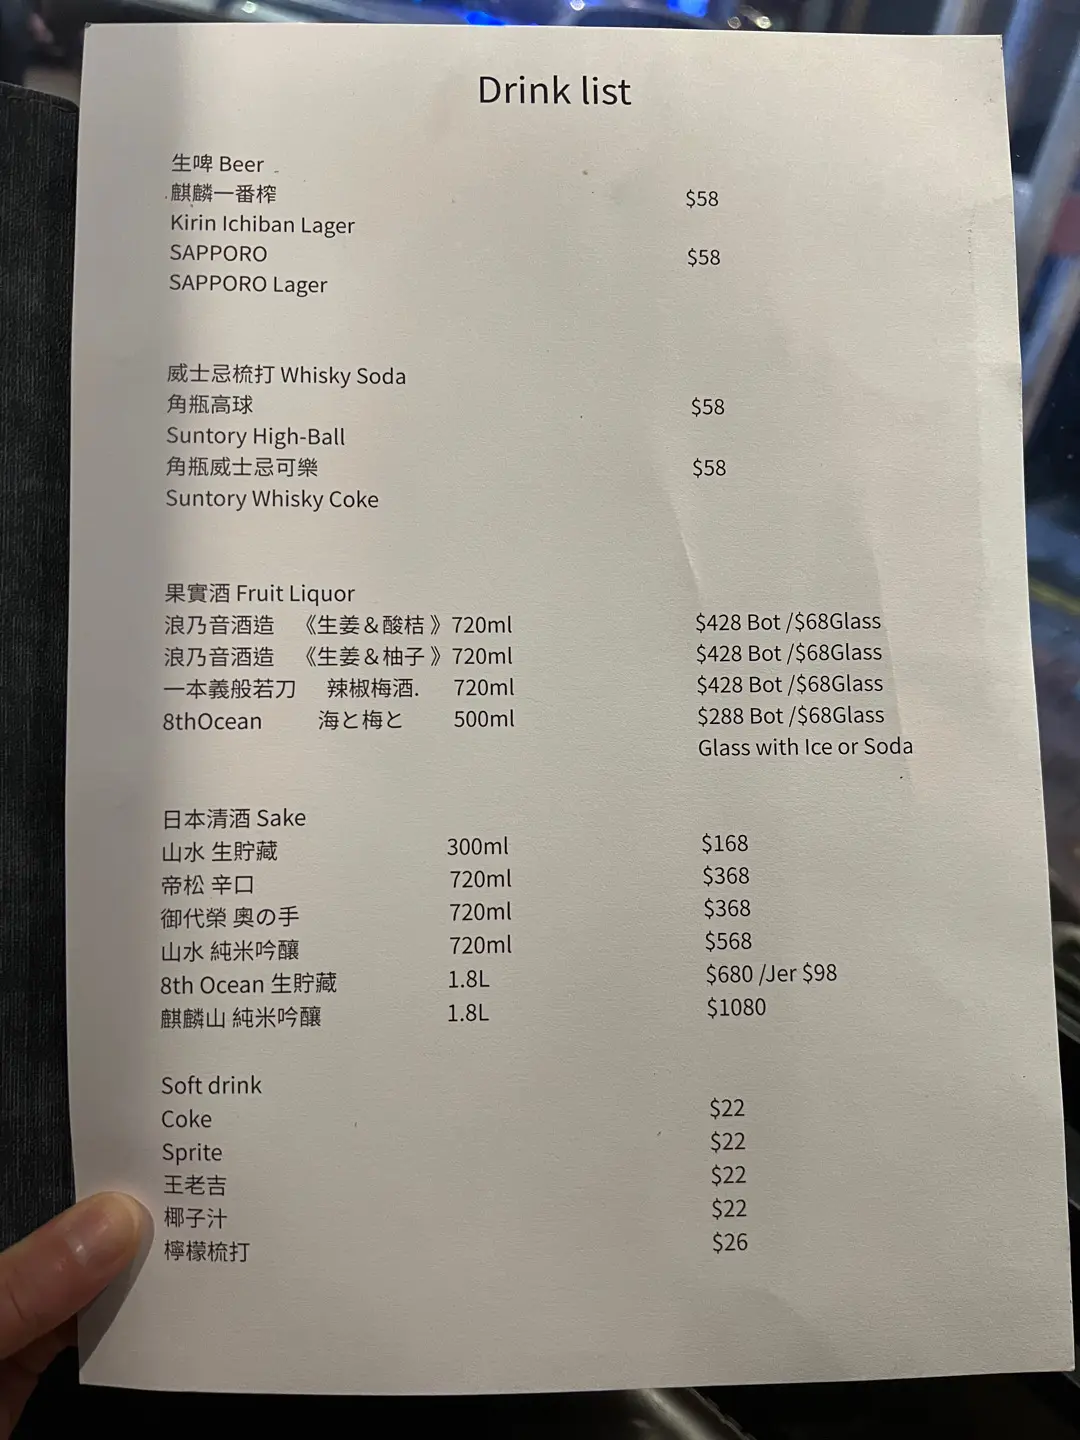 Drink list
生啤 Beer
麒麟一番榨 $58
Kirin Ichiban Lager
SAPPORO $58
SAPPORO Lager
威士忌梳打 Whisky Soda
角瓶高球 $58
Suntory High-Ball
角瓶威士忌可樂 $58
Suntory Whisky Coke
果實酒 Fruit Liquor
浪乃音酒造 《生姜＆酸桔 》 720ml $428 Bot /$68Glass
浪乃音酒造 《生姜＆柚子 》 720ml $428 Bot /$68Glass
一本義般若刀 辣椒梅酒. 720ml $428 Bot /$68Glass
8thOcean 海と梅と 500ml $288 Bot /$68Glass
Glass with Ice or Soda
日本清酒 Sake
山水 生貯藏 300ml $168
帝松 辛口 720ml $368
御代榮 奧の手 720ml $368
山水 純米吟釀 720ml $568
8th Ocean 生貯藏 1.8L $680 /Jer $98
麒麟山 純米吟釀 1.8L $1080
Soft drink
Coke $22
Sprite $22
王老吉 $22
椰子汁 $22
檸檬梳打 $26